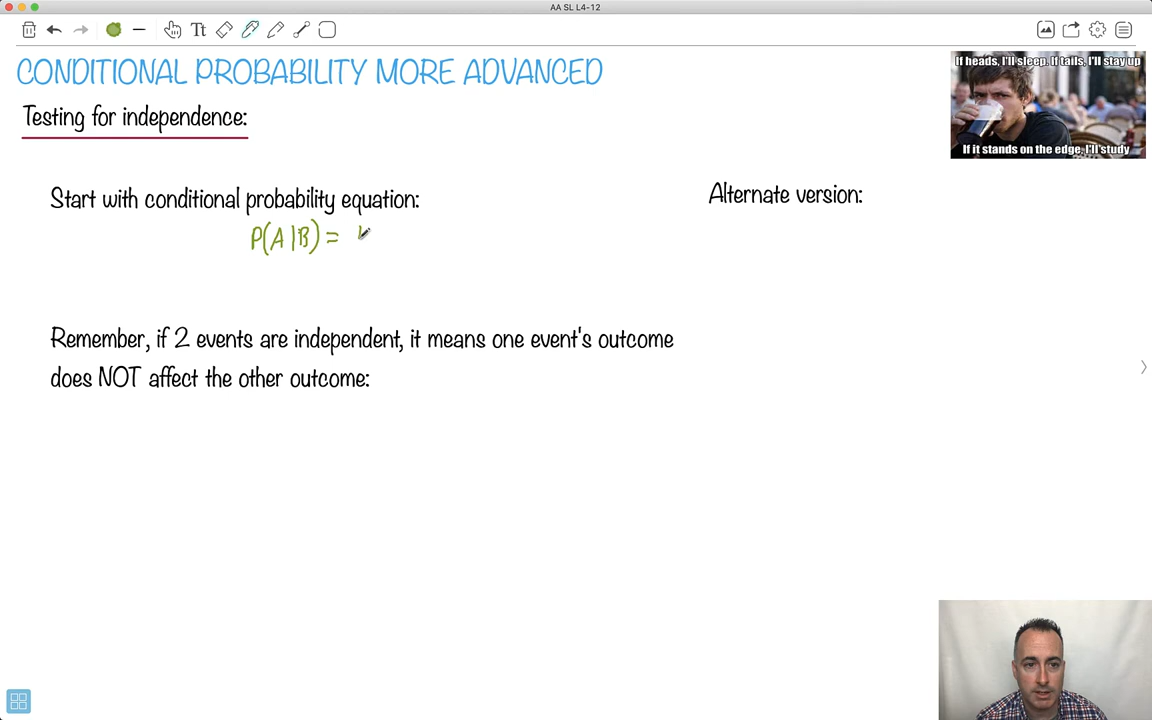 AA SL L4-12
Tt
CONDITIONAL PROBABILITY MORE ADVANCED
Testing for independence:
If heads, I'll sleep. If tails, I'll stay up
If it stands on the edge, I'll study
Start with conditional probability equation:
P(A|B) =
Alternate version:
Remember, if 2 events are independent, it means one event's outcome
does NOT affect the other outcome: